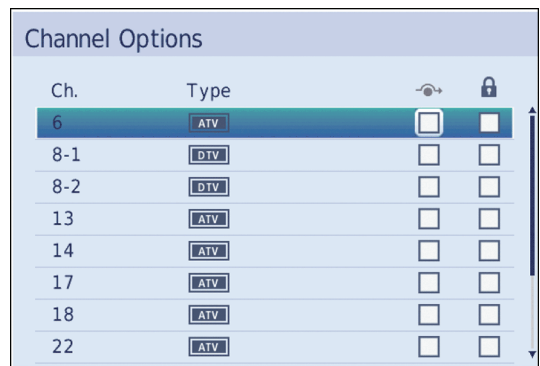 Channel Options
Ch. Type
6 ATV
8-1 DTV
8-2 DTV
13 ATV
14 ATV
17 ATV
18 ATV
22 ATV